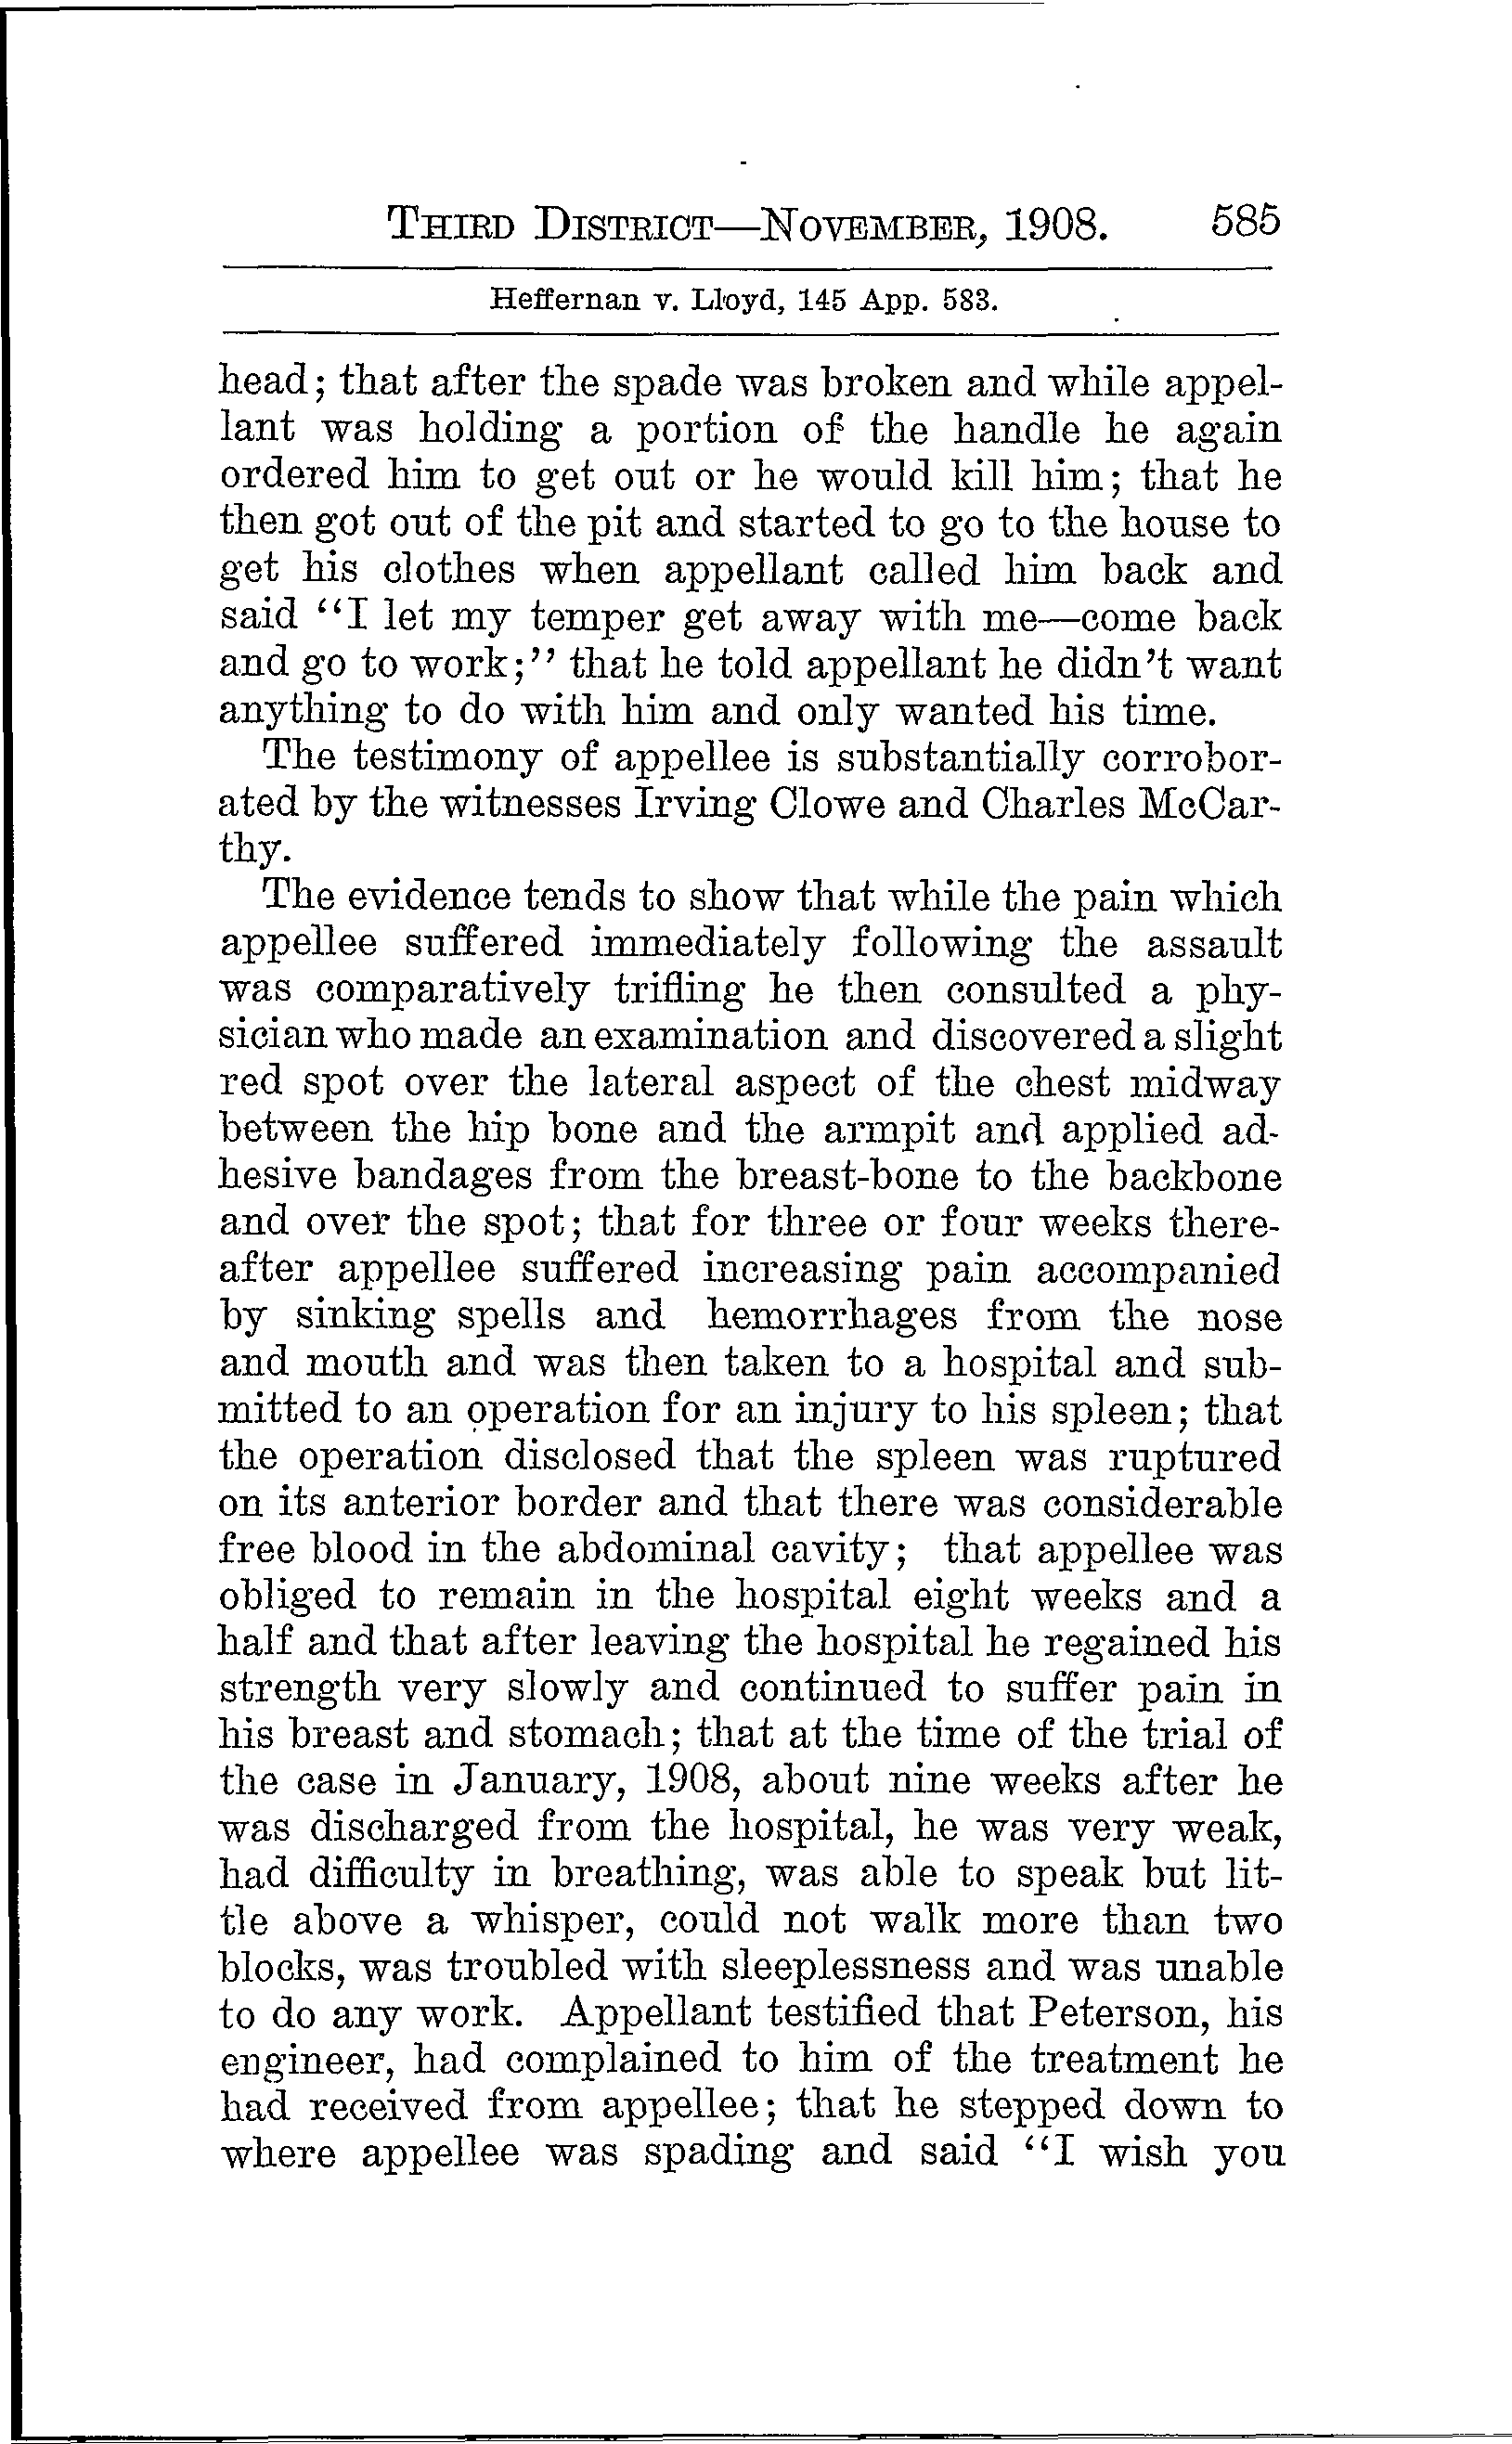 THIRD DISTRICT—NOVEMBER, 1908. 585
Heffernan v. Lloyd, 145 App. 583.
head; that after the spade was broken and while appel-
lant was holding a portion of the handle he again
ordered him to get out or he would kill him; that he
then got out of the pit and started to go to the house to
get his clothes when appellant called him back and
said "I let my temper get away with me—come back
and go to work;" that he told appellant he didn't want
anything to do with him and only wanted his time.
The testimony of appellee is substantially corrobor-
ated by the witnesses Irving Clowe and Charles McCar-
thy.
The evidence tends to show that while the pain which
appellee suffered immediately following the assault
was comparatively trifling he then consulted a phy-
sician who made an examination and discovered a slight
red spot over the lateral aspect of the chest midway
between the hip bone and the armpit and applied ad-
hesive bandages from the breast-bone to the backbone
and over the spot; that for three or four weeks there-
after appellee suffered increasing pain accompanied
by sinking spells and hemorrhages from the nose
and mouth and was then taken to a hospital and sub-
mitted to an operation for an injury to his spleen; that
the operation disclosed that the spleen was ruptured
on its anterior border and that there was considerable
free blood in the abdominal cavity; that appellee was
obliged to remain in the hospital eight weeks and a
half and that after leaving the hospital he regained his
strength very slowly and continued to suffer pain in
his breast and stomach; that at the time of the trial of
the case in January, 1908, about nine weeks after he
was discharged from the hospital, he was very weak,
had difficulty in breathing, was able to speak but lit-
tle above a whisper, could not walk more than two
blocks, was troubled with sleeplessness and was unable
to do any work. Appellant testified that Peterson, his
engineer, had complained to him of the treatment he
had received from appellee; that he stepped down to
where appellee was spading and said "I wish you